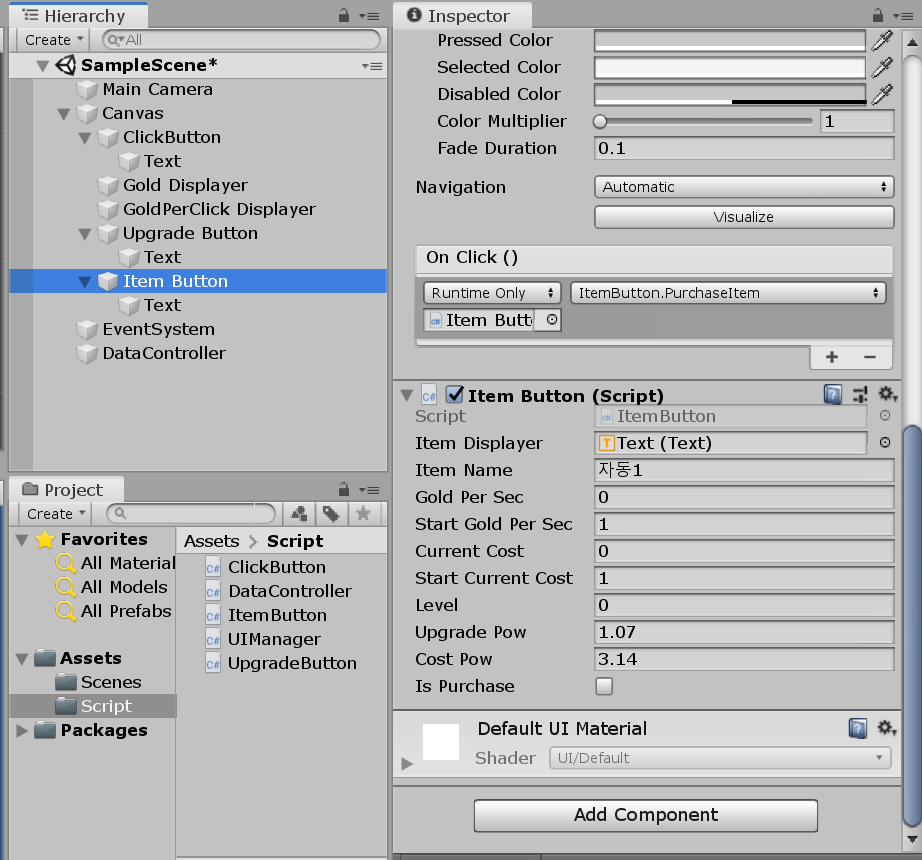 Hierarchy
Create
All
SampleScene*
Main Camera
Canvas
ClickButton
Text
Gold Displayer
GoldPerClick Displayer
Upgrade Button
Text
Item Button
Text
EventSystem
DataController
Project
Create
Favorites
All Material
All Models
All Prefabs
Assets
Scenes
Script
Packages
Assets > Script
ClickButton
DataController
ItemButton
UIManager
UpgradeButton
Inspector
Pressed Color
Selected Color
Disabled Color
Color Multiplier 1
Fade Duration 0.1
Navigation Automatic
Visualize
On Click ()
Runtime Only ItemButton.PurchaseItem
Item Butt
+ −
C# Item Button (Script)
Script ItemButton
Item Displayer Text (Text)
Item Name 자동1
Gold Per Sec 0
Start Gold Per Sec 1
Current Cost 0
Start Current Cost 1
Level 0
Upgrade Pow 1.07
Cost Pow 3.14
Is Purchase
Default UI Material
Shader UI/Default
Add Component